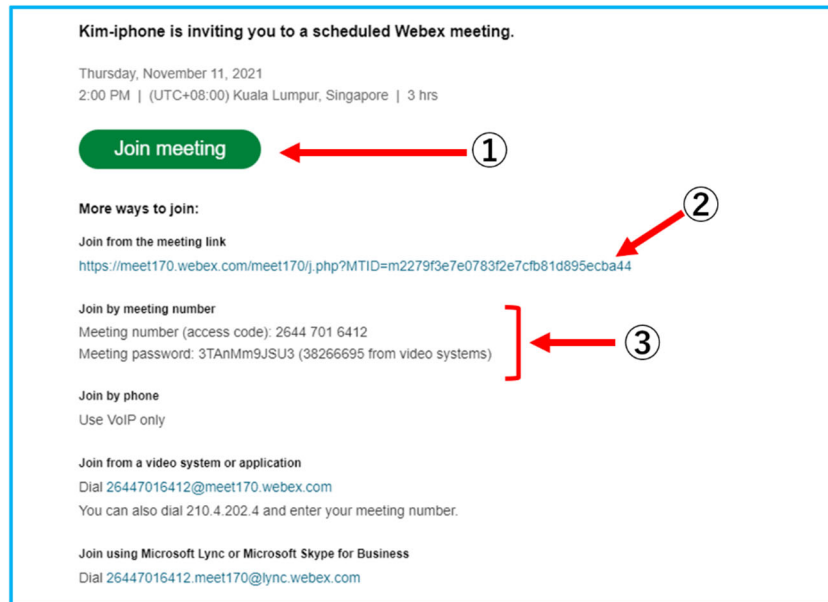 Kim-iphone is inviting you to a scheduled Webex meeting.
Thursday, November 11, 2021
2:00 PM | (UTC+08:00) Kuala Lumpur, Singapore | 3 hrs
Join meeting
①
More ways to join:
②
Join from the meeting link
https://meet170.webex.com/meet170/j.php?MTID=m2279f3e7e0783f2e7cfb81d895ecba44
Join by meeting number
Meeting number (access code): 2644 701 6412
Meeting password: 3TAnMm9JSU3 (38266695 from video systems)
③
Join by phone
Use VoIP only
Join from a video system or application
Dial 26447016412@meet170.webex.com
You can also dial 210.4.202.4 and enter your meeting number.
Join using Microsoft Lync or Microsoft Skype for Business
Dial 26447016412.meet170@lync.webex.com